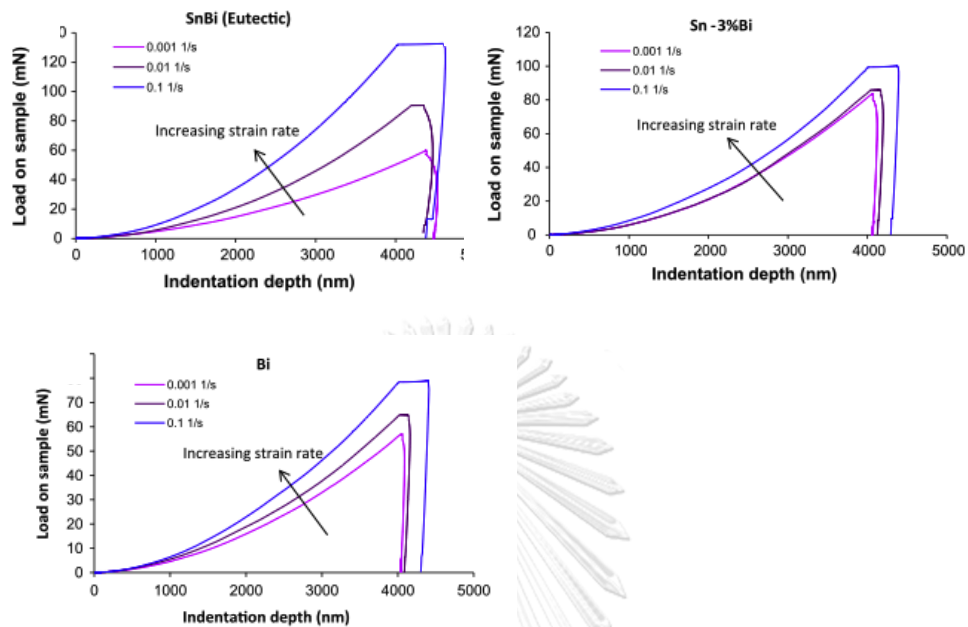 SnBi (Eutectic)
0.001 1/s
0.01 1/s
0.1 1/s
Increasing strain rate
Load on sample (mN)
120
100
80
60
40
20
0
0 1000 2000 3000 4000
Indentation depth (nm)
Sn -3%Bi
0.001 1/s
0.01 1/s
0.1 1/s
Increasing strain rate
Load on sample (mN)
120
100
80
60
40
20
0
0 1000 2000 3000 4000 5000
Indentation depth (nm)
Bi
0.001 1/s
0.01 1/s
0.1 1/s
Increasing strain rate
Load on sample (mN)
70
60
50
40
30
20
10
0
0 1000 2000 3000 4000 5000
Indentation depth (nm)